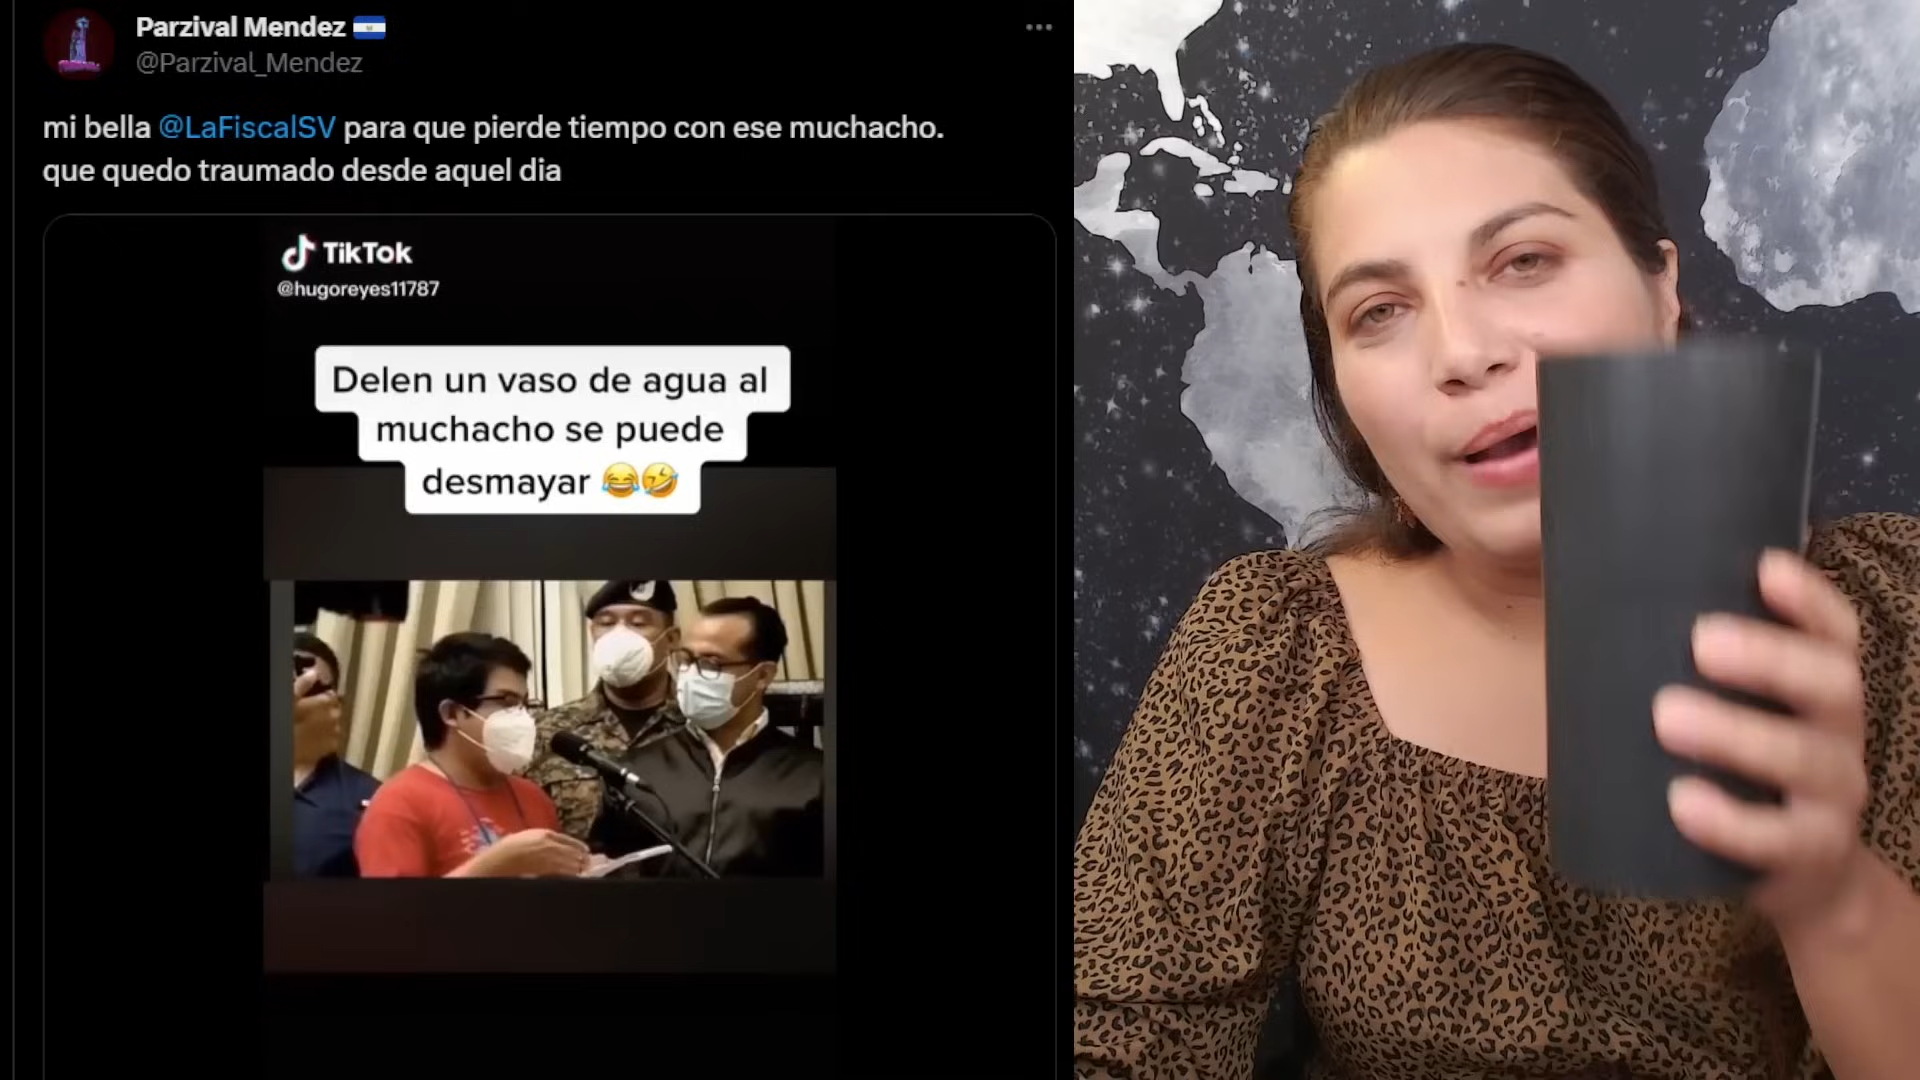 Parzival Mendez 🇸🇻
@Parzival_Mendez
mi bella @LaFiscalSV para que pierde tiempo con ese muchacho.
que quedo traumado desde aquel dia
TikTok
@hugoreyes11787
Delen un vaso de agua al
muchacho se puede
desmayar 😂🤣